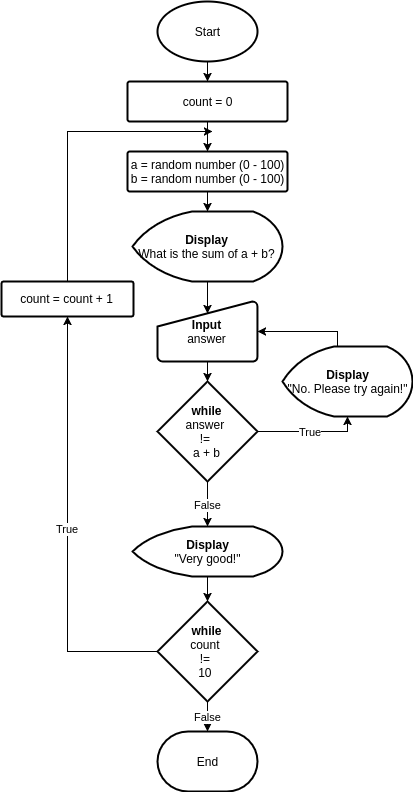 Start
count = 0
a = random number (0 - 100)
b = random number (0 - 100)
Display
What is the sum of a + b?
count = count + 1
Input
answer
Display
"No. Please try again!"
while
answer
!=
a + b
True
False
Display
"Very good!"
True
while
count
!=
10
False
End